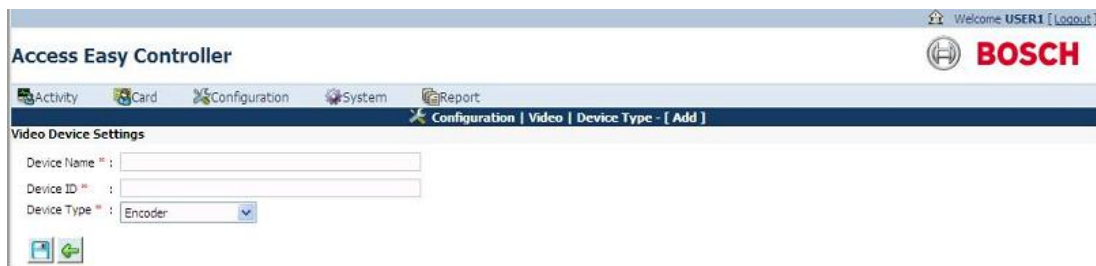 Welcome USER1 [ Logout ]
Access Easy Controller
BOSCH
Activity Card Configuration System Report
Configuration | Video | Device Type - [ Add ]
Video Device Settings
Device Name * :
Device ID * :
Device Type * : Encoder